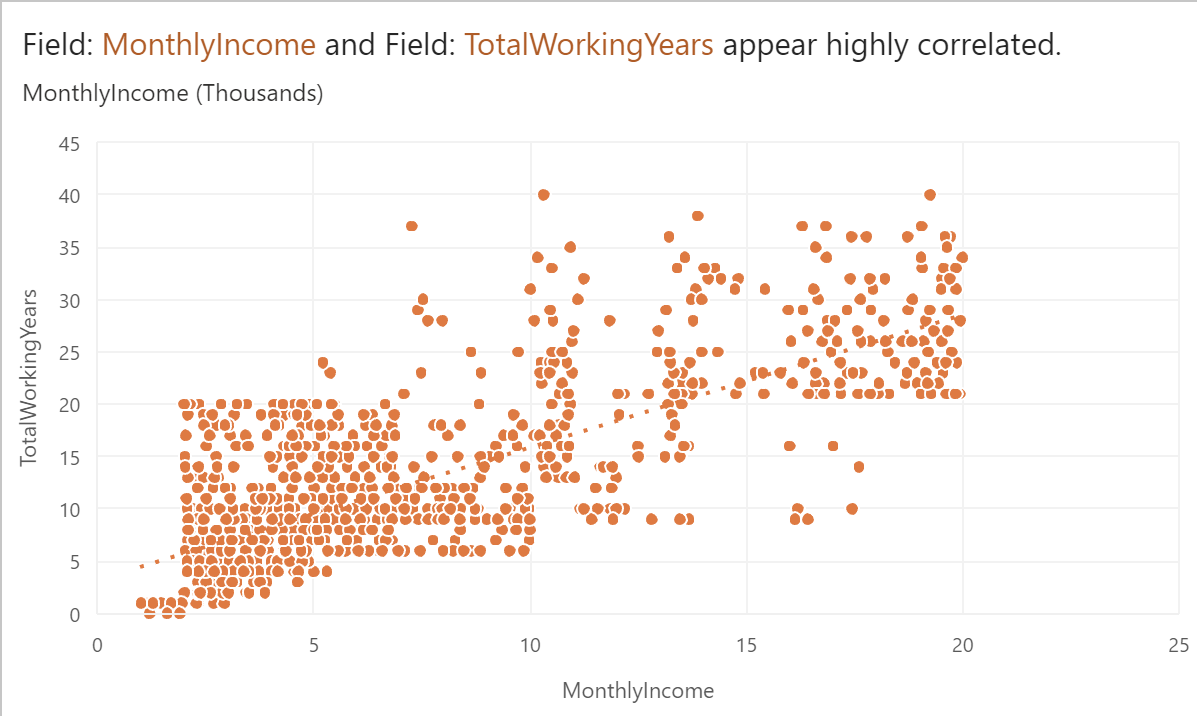 Field: MonthlyIncome and Field: TotalWorkingYears appear highly correlated.
MonthlyIncome (Thousands)
TotalWorkingYears
45
40
35
30
25
20
15
10
5
0
0 5 10 15 20 25
MonthlyIncome